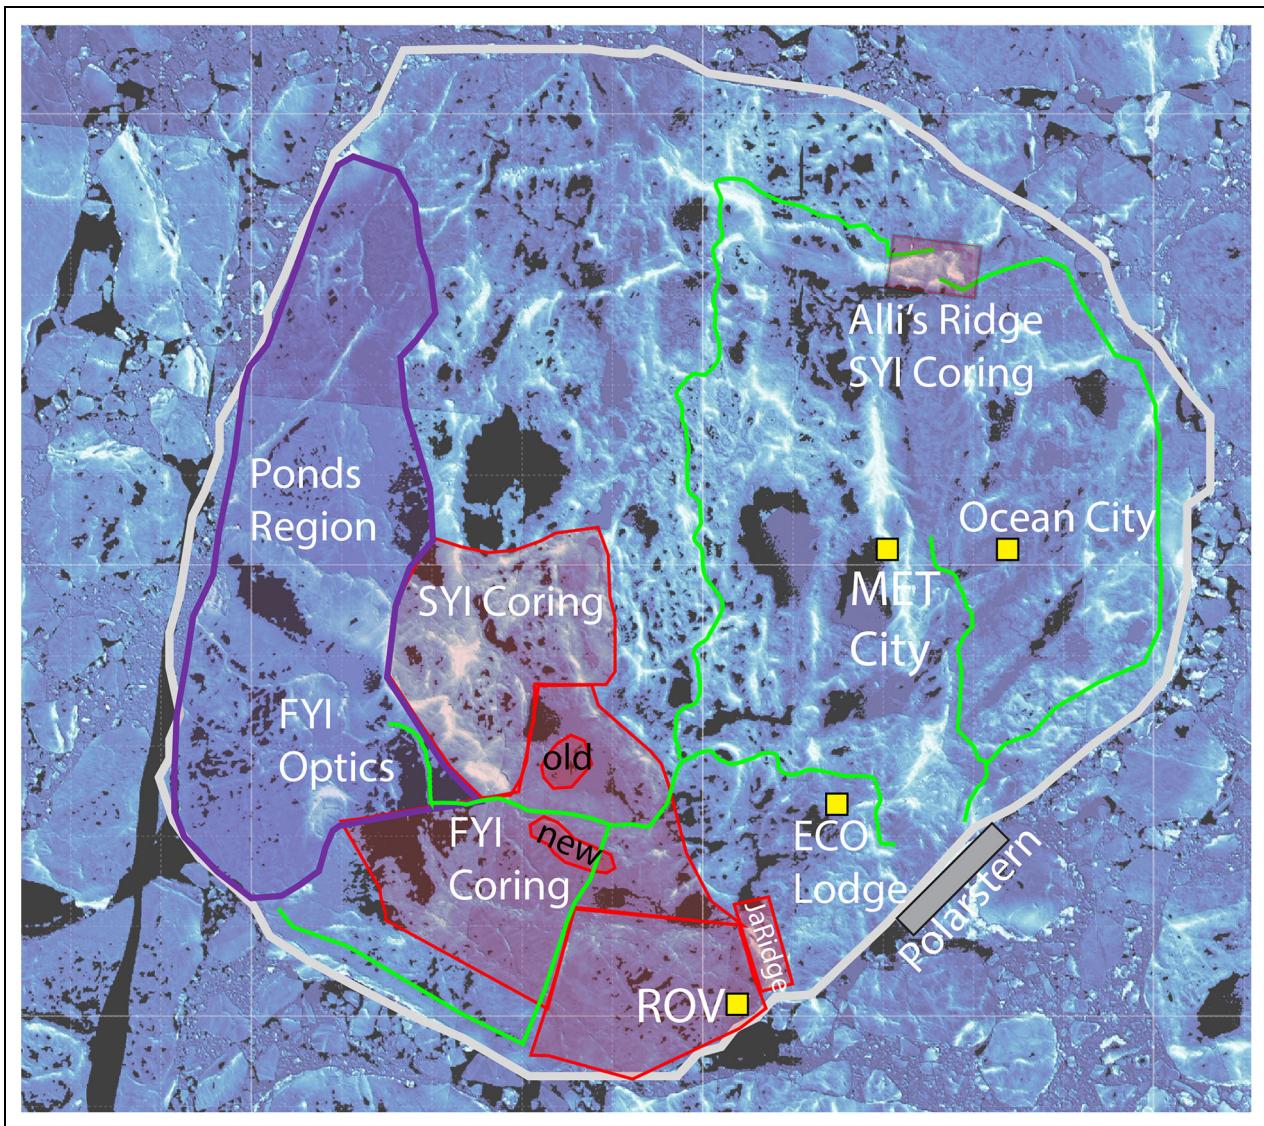 Alli's Ridge
SYI Coring
Ponds
Region
Ocean City
MET
City
SYI Coring
FYI
Optics
old
new
FYI
Coring
ECO
Lodge
Polarstern
JaRidge
ROV